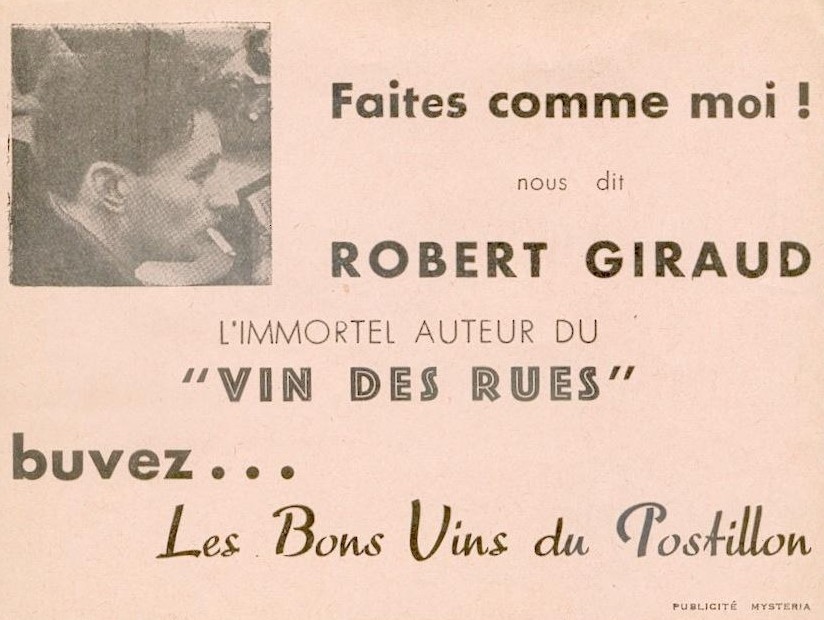 Faites comme moi !
nous dit
ROBERT GIRAUD
L'IMMORTEL AUTEUR DU
"VIN DES RUES"
buvez...
Les Bons Vins du Postillon
PUBLICITÉ MYSTERIA